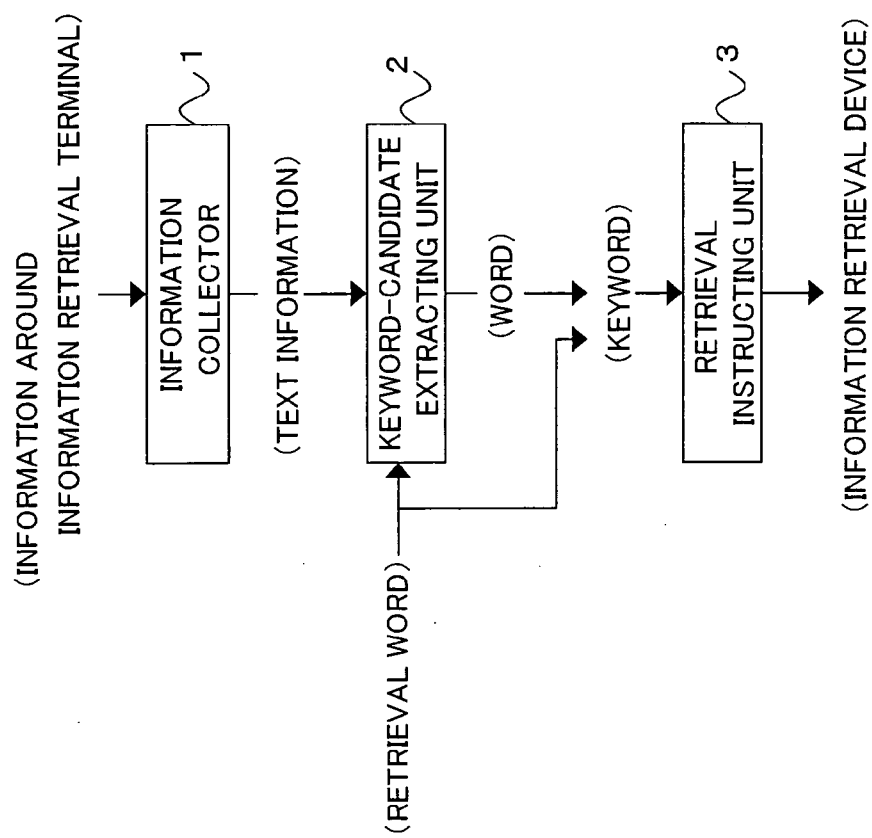 (INFORMATION AROUND
INFORMATION RETRIEVAL TERMINAL)
INFORMATION
COLLECTOR
1
(TEXT INFORMATION)
(RETRIEVAL WORD)
KEYWORD-CANDIDATE
EXTRACTING UNIT
2
(WORD)
(KEYWORD)
RETRIEVAL
INSTRUCTING UNIT
3
(INFORMATION RETRIEVAL DEVICE)